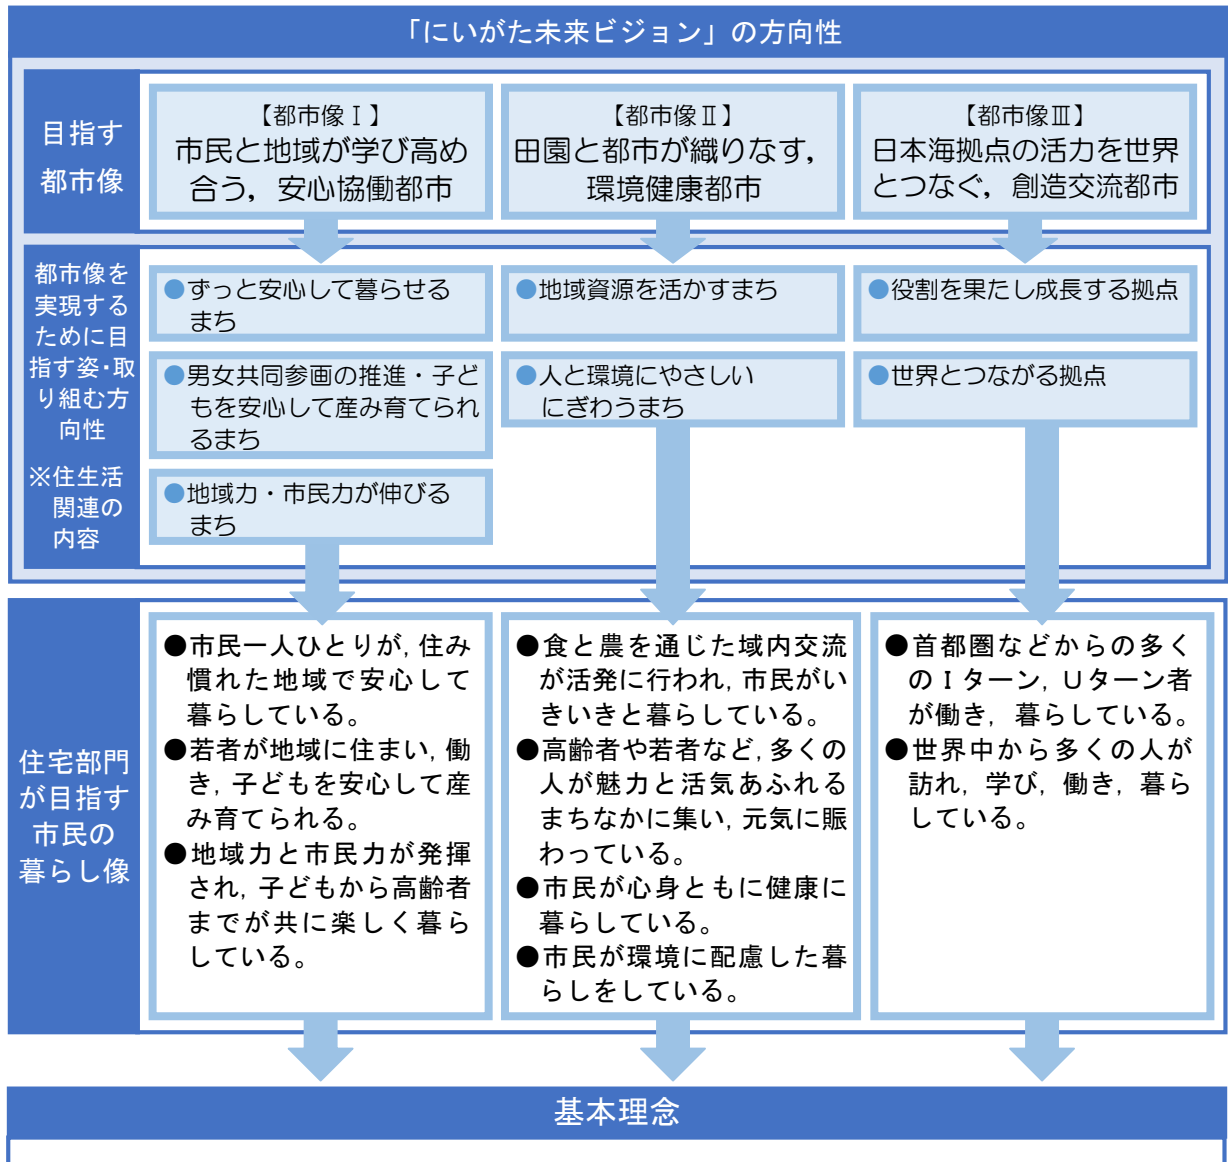 「にいがた未来ビジョン」の方向性
目指す
都市像
【都市像Ⅰ】
市民と地域が学び高め
合う，安心協働都市
【都市像Ⅱ】
田園と都市が織りなす，
環境健康都市
【都市像Ⅲ】
日本海拠点の活力を世界
とつなぐ，創造交流都市
都市像を
実現する
ために目
指す姿・取
り組む方
向性
※住生活
関連の
内容
●ずっと安心して暮らせる
まち
●男女共同参画の推進・子ど
もを安心して産み育てられ
るまち
●地域力・市民力が伸びる
まち
●地域資源を活かすまち
●人と環境にやさしい
にぎわうまち
●役割を果たし成長する拠点
●世界とつながる拠点
住宅部門
が目指す
市民の
暮らし像
●市民一人ひとりが，住み
慣れた地域で安心して
暮らしている。
●若者が地域に住まい，働
き，子どもを安心して産
み育てられる。
●地域力と市民力が発揮
され，子どもから高齢者
までが共に楽しく暮ら
している。
●食と農を通じた域内交流
が活発に行われ，市民がい
きいきと暮らしている。
●高齢者や若者など，多くの
人が魅力と活気あふれる
まちなかに集い，元気に賑
わっている。
●市民が心身ともに健康に
暮らしている。
●市民が環境に配慮した暮
らしをしている。
●首都圏などからの多く
のＩターン，Ｕターン者
が働き，暮らしている。
●世界中から多くの人が
訪れ，学び，働き，暮ら
している。
基本理念